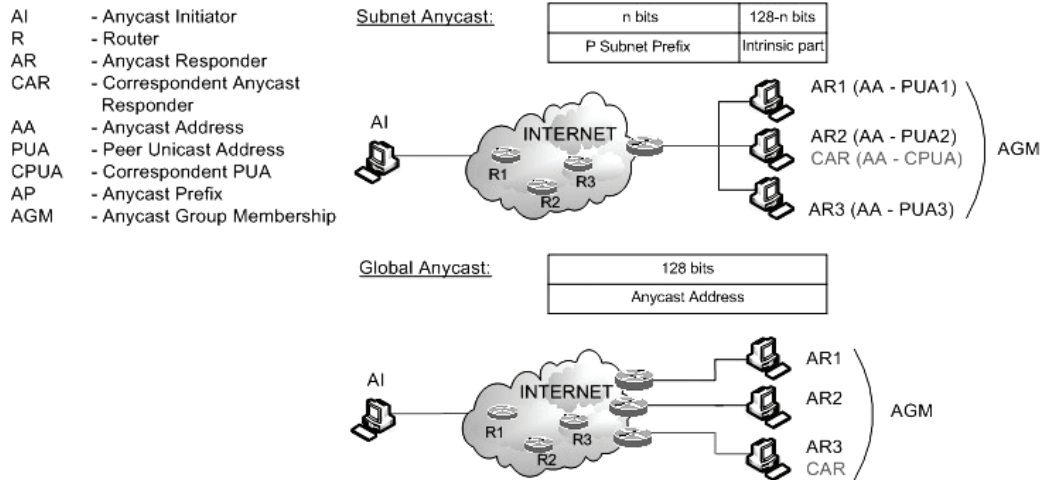 AI - Anycast Initiator
R - Router
AR - Anycast Responder
CAR - Correspondent Anycast
Responder
AA - Anycast Address
PUA - Peer Unicast Address
CPUA - Correspondent PUA
AP - Anycast Prefix
AGM - Anycast Group Membership
Subnet Anycast:
n bits 128-n bits
P Subnet Prefix Intrinsic part
AI
INTERNET
R1
R2
R3
AR1 (AA - PUA1)
AR2 (AA - PUA2)
CAR (AA - CPUA)
AR3 (AA - PUA3)
AGM
Global Anycast:
128 bits
Anycast Address
AI
INTERNET
R1
R2
R3
AR1
AR2
AR3
CAR
AGM